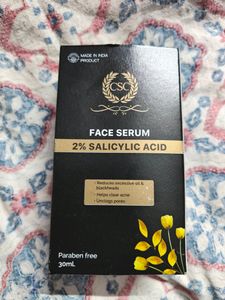 MADE IN INDIA
PRODUCT
CSC
FACE SERUM
2% SALICYLIC ACID
• Reduces excessive oil &
blackheads
• Helps clear acne
• Unclogs pores
Paraben free
30mL